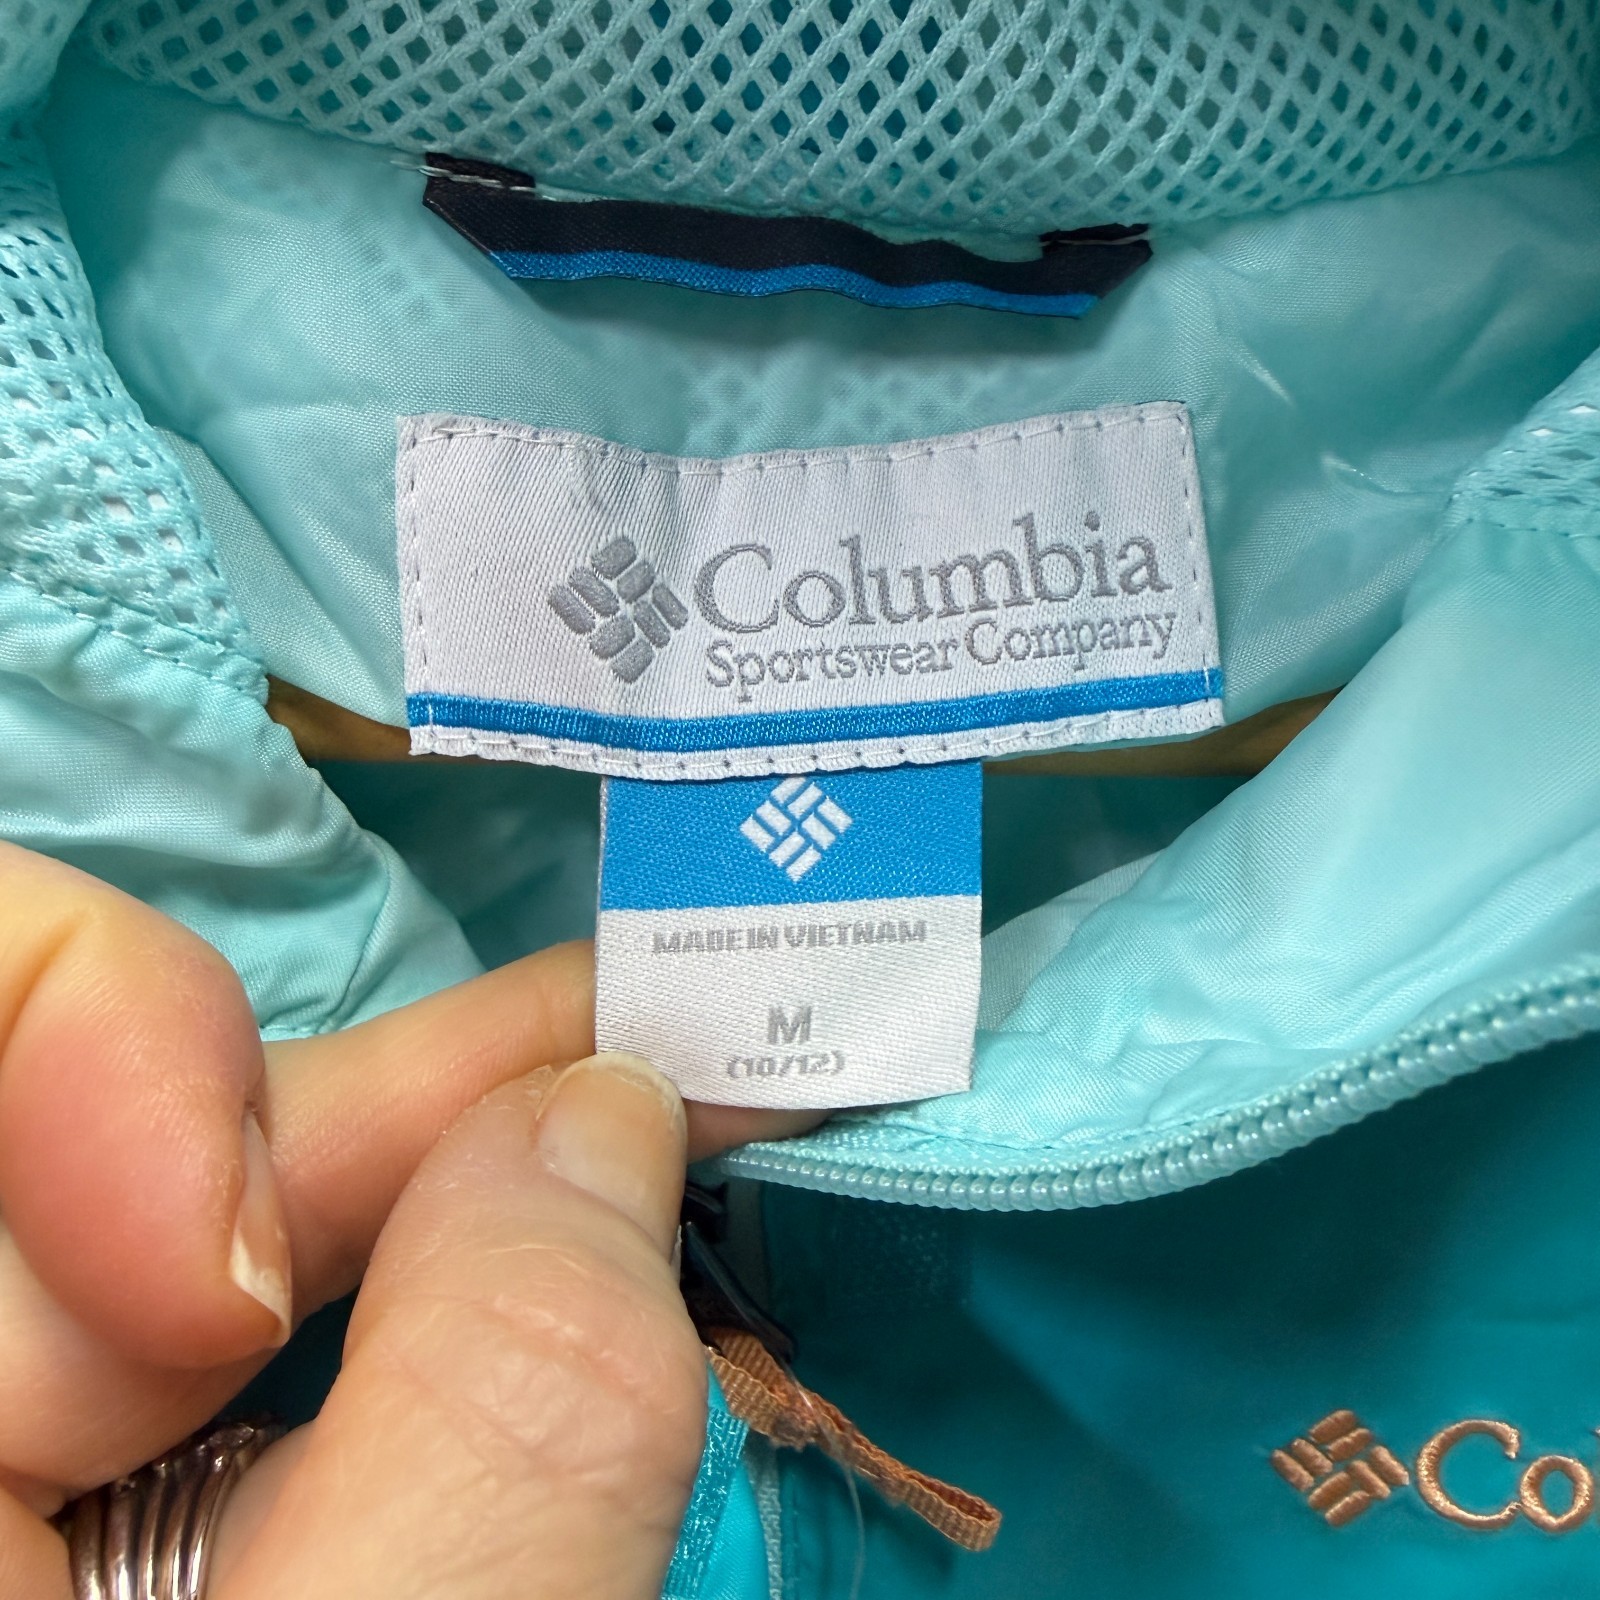 Columbia
Sportswear Company
MADE IN VIETNAM
M
(10/12)
Co